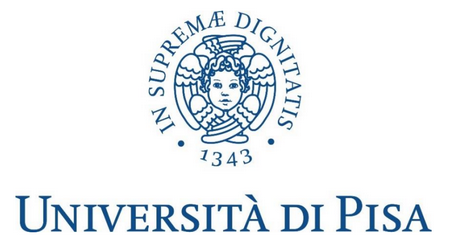 IN SUPREMÆ DIGNITATIS
• 1343 •
UNIVERSITÀ DI PISA